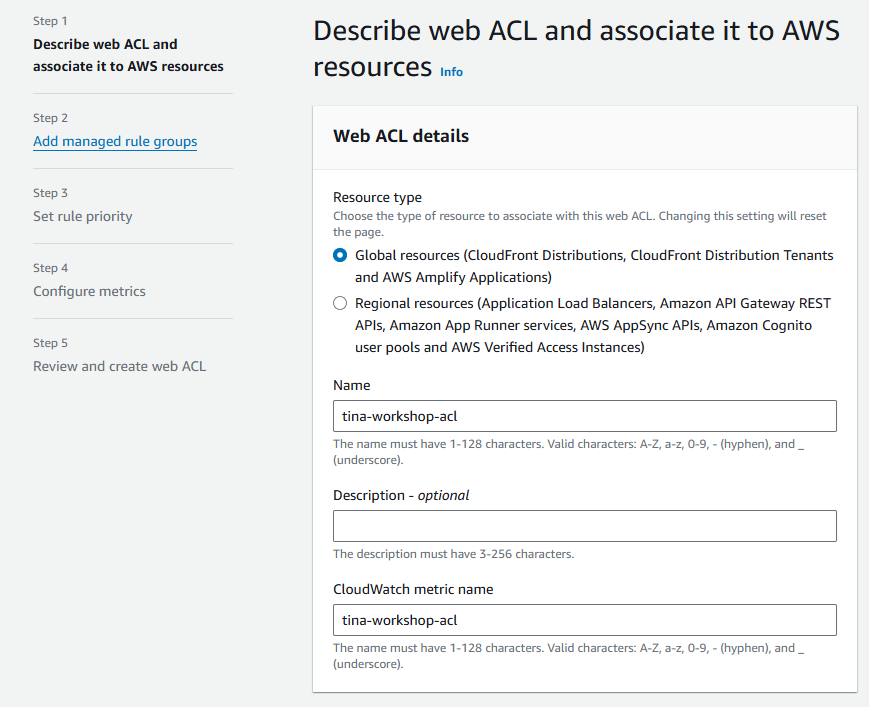 Step 1
Describe web ACL and
associate it to AWS resources
Step 2
Add managed rule groups
Step 3
Set rule priority
Step 4
Configure metrics
Step 5
Review and create web ACL
Describe web ACL and associate it to AWS
resources Info
Web ACL details
Resource type
Choose the type of resource to associate with this web ACL. Changing this setting will reset
the page.
Global resources (CloudFront Distributions, CloudFront Distribution Tenants
and AWS Amplify Applications)
Regional resources (Application Load Balancers, Amazon API Gateway REST
APIs, Amazon App Runner services, AWS AppSync APIs, Amazon Cognito
user pools and AWS Verified Access Instances)
Name
tina-workshop-acl
The name must have 1-128 characters. Valid characters: A-Z, a-z, 0-9, - (hyphen), and _
(underscore).
Description - optional
The description must have 3-256 characters.
CloudWatch metric name
tina-workshop-acl
The name must have 1-128 characters. Valid characters: A-Z, a-z, 0-9, - (hyphen), and _
(underscore).